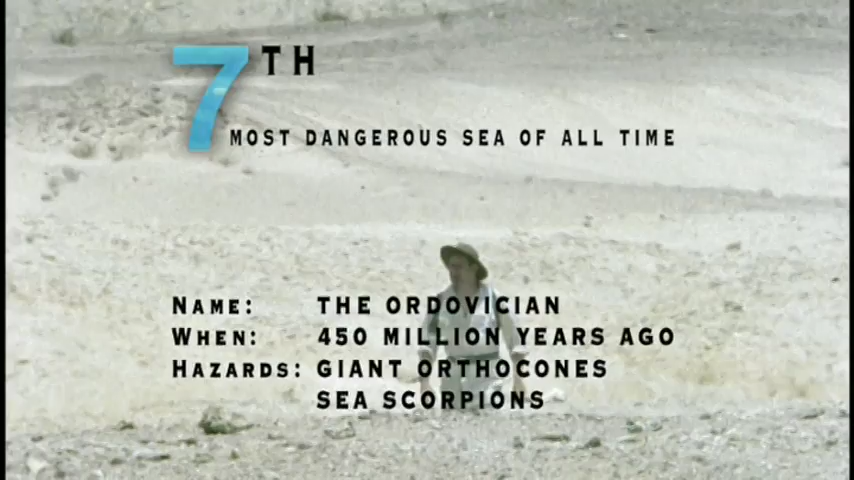 7TH
MOST DANGEROUS SEA OF ALL TIME
NAME: THE ORDOVICIAN
WHEN: 450 MILLION YEARS AGO
HAZARDS: GIANT ORTHOCONES
SEA SCORPIONS